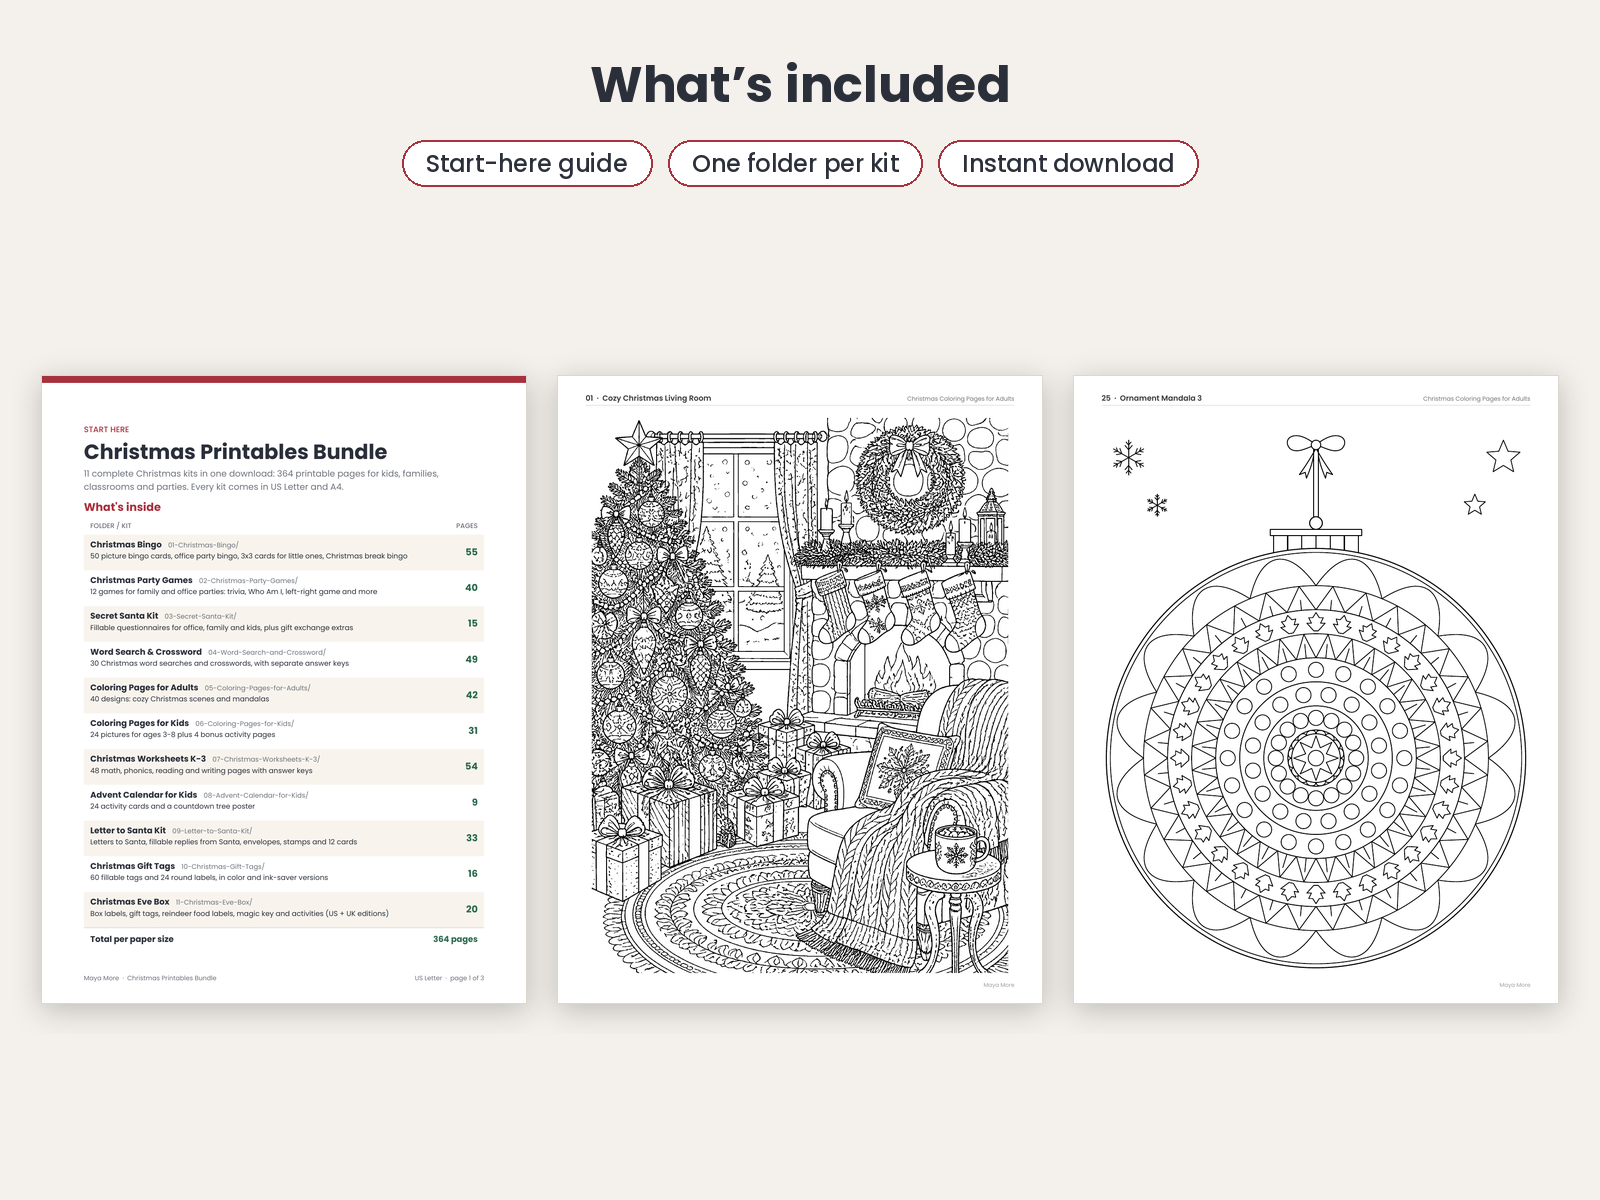 What's included
Start-here guide
One folder per kit
Instant download
START HERE
Christmas Printables Bundle
11 complete Christmas kits in one download: 364 printable pages for kids, families,
classrooms and parties. Every kit comes in US Letter and A4.
What's inside
FOLDER / KIT PAGES
Christmas Bingo 01-Christmas-Bingo/
50 picture bingo cards, office party bingo, 3x3 cards for little ones, Christmas break bingo
55
Christmas Party Games 02-Christmas-Party-Games/
12 games for family and office parties: trivia, Who Am I, left-right game and more
40
Secret Santa Kit 03-Secret-Santa-Kit/
Fillable questionnaires for office, family and kids, plus gift exchange extras
15
Word Search & Crossword 04-Word-Search-and-Crossword/
30 Christmas word searches and crosswords, with separate answer keys
49
Coloring Pages for Adults 05-Coloring-Pages-for-Adults/
40 designs: cozy Christmas scenes and mandalas
42
Coloring Pages for Kids 06-Coloring-Pages-for-Kids/
24 pictures for ages 3-8 plus 4 bonus activity pages
31
Christmas Worksheets K-3 07-Christmas-Worksheets-K-3/
48 math, phonics, reading and writing pages with answer keys
54
Advent Calendar for Kids 08-Advent-Calendar-for-Kids/
24 activity cards and a countdown tree poster
9
Letter to Santa Kit 09-Letter-to-Santa-Kit/
Letters to Santa, fillable replies from Santa, envelopes, stamps and 12 cards
33
Christmas Gift Tags 10-Christmas-Gift-Tags/
60 fillable tags and 24 round labels, in color and ink-saver versions
16
Christmas Eve Box 11-Christmas-Eve-Box/
Box labels, gift tags, reindeer food labels, magic key and activities (US + UK editions)
20
Total per paper size 364 pages
Maya More · Christmas Printables Bundle US Letter · page 1 of 3
01 · Cozy Christmas Living Room Christmas Coloring Pages for Adults
Maya More
25 · Ornament Mandala 3 Christmas Coloring Pages for Adults
Maya More